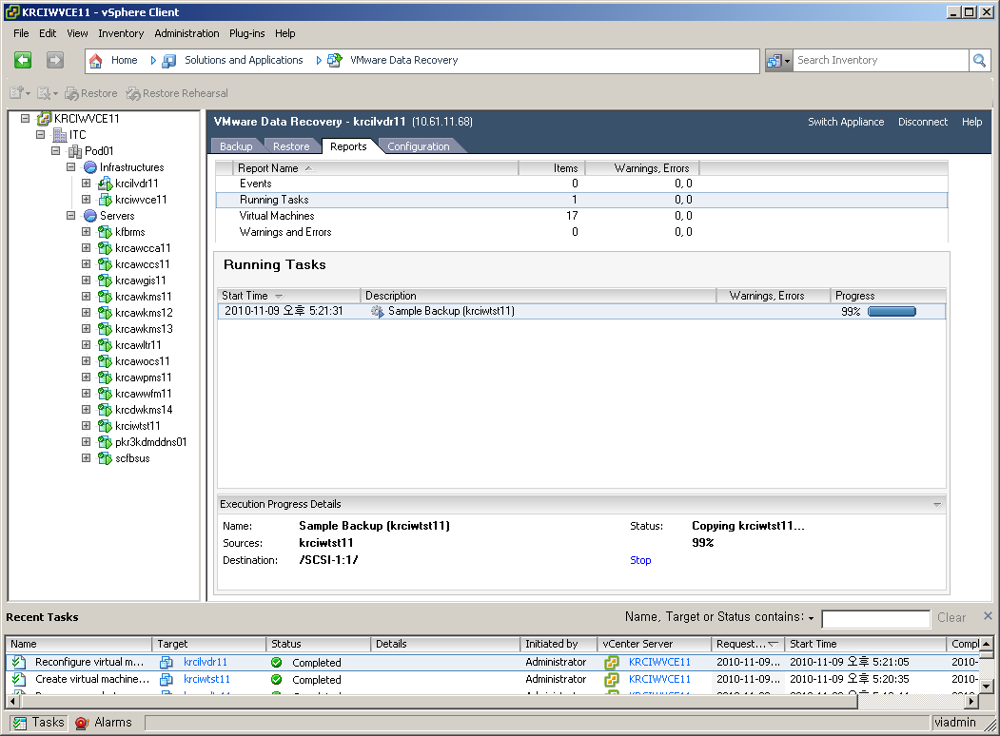 KRCIWVCE11 - vSphere Client
File Edit View Inventory Administration Plug-ins Help
Home Solutions and Applications VMware Data Recovery Search Inventory
Restore Restore Rehearsal
KRCIWVCE11
ITC
Pod01
Infrastructures
krcilvdr11
krciwvce11
Servers
kfbrms
krcawcca11
krcawccs11
krcawgis11
krcawkms11
krcawkms12
krcawkms13
krcawltr11
krcawocs11
krcawpms11
krcawwfm11
krcdwkms14
krciwtst11
pkr3kdmddns01
scfbsus
VMware Data Recovery - krcilvdr11 (10.61.11.68) Switch Appliance Disconnect Help
Backup Restore Reports Configuration
Report Name Items Warnings, Errors
Events 0 0, 0
Running Tasks 1 0, 0
Virtual Machines 17 0, 0
Warnings and Errors 0 0, 0
Running Tasks
Start Time Description Warnings, Errors Progress
2010-11-09 오후 5:21:31 Sample Backup (krciwtst11) 99%
Execution Progress Details
Name: Sample Backup (krciwtst11) Status: Copying krciwtst11...
Sources: krciwtst11 99%
Destination: /SCSI-1:1/ Stop
Recent Tasks Name, Target or Status contains: Clear
Name Target Status Details Initiated by vCenter Server Request... Start Time Compl
Reconfigure virtual m... krcilvdr11 Completed Administrator KRCIWVCE11 2010-11-09... 2010-11-09 오후 5:21:05 2010-
Create virtual machine... krciwtst11 Completed Administrator KRCIWVCE11 2010-11-09... 2010-11-09 오후 5:20:35 2010-
Tasks Alarms viadmin